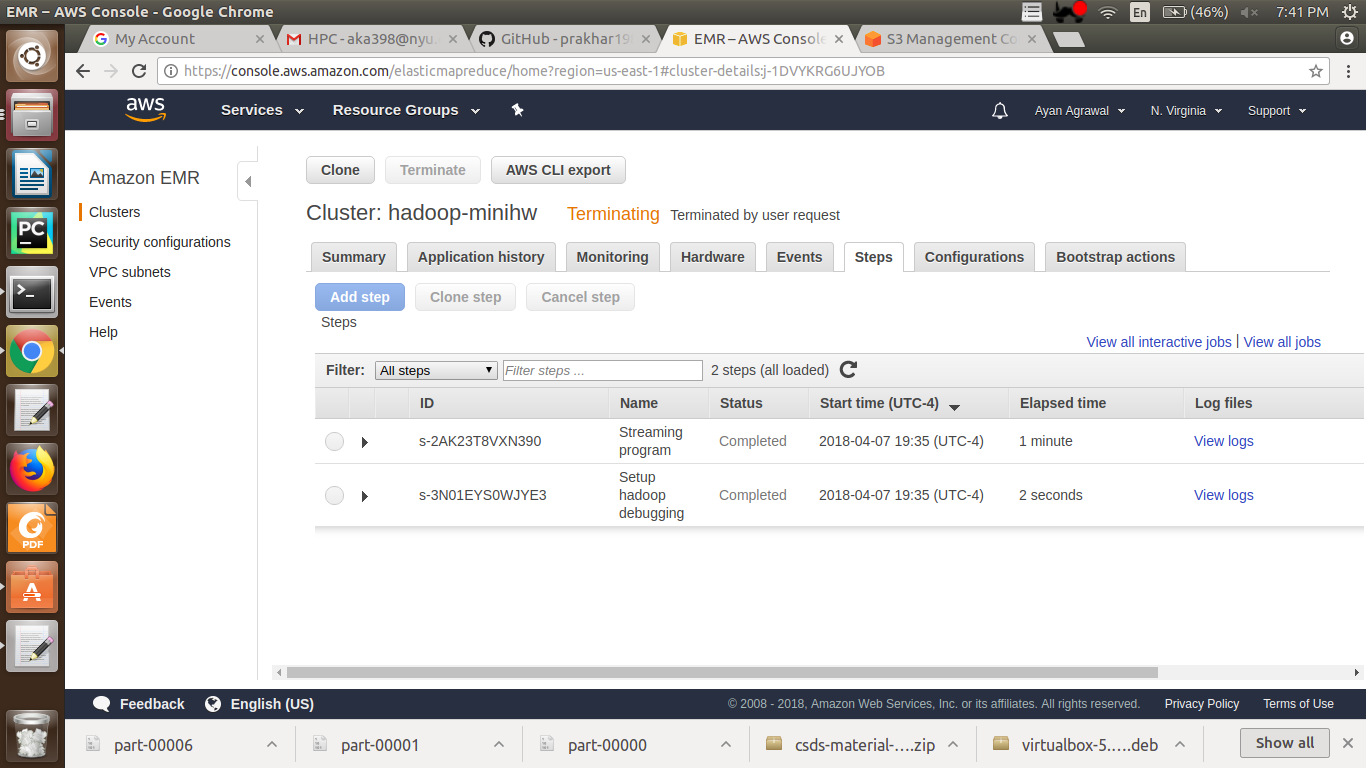 EMR – AWS Console - Google Chrome
En
(46%)
7:41 PM
My Account
HPC - aka398@nyu.
GitHub - prakhar19
EMR – AWS Console
S3 Management Co
https://console.aws.amazon.com/elasticmapreduce/home?region=us-east-1#cluster-details:j-1DVYKRG6UJYOB
aws
Services
Resource Groups
Ayan Agrawal
N. Virginia
Support
Amazon EMR
Clusters
Security configurations
VPC subnets
Events
Help
Clone
Terminate
AWS CLI export
Cluster: hadoop-minihw
Terminating
Terminated by user request
Summary
Application history
Monitoring
Hardware
Events
Steps
Configurations
Bootstrap actions
Add step
Clone step
Cancel step
Steps
View all interactive jobs | View all jobs
Filter:
All steps
Filter steps ...
2 steps (all loaded)
ID
Name
Status
Start time (UTC-4)
Elapsed time
Log files
s-2AK23T8VXN390
Streaming
program
Completed
2018-04-07 19:35 (UTC-4)
1 minute
View logs
s-3N01EYS0WJYE3
Setup
hadoop
debugging
Completed
2018-04-07 19:35 (UTC-4)
2 seconds
View logs
Feedback
English (US)
© 2008 - 2018, Amazon Web Services, Inc. or its affiliates. All rights reserved.
Privacy Policy
Terms of Use
part-00006
part-00001
part-00000
csds-material-....zip
virtualbox-5.....deb
Show all
PC
PDF